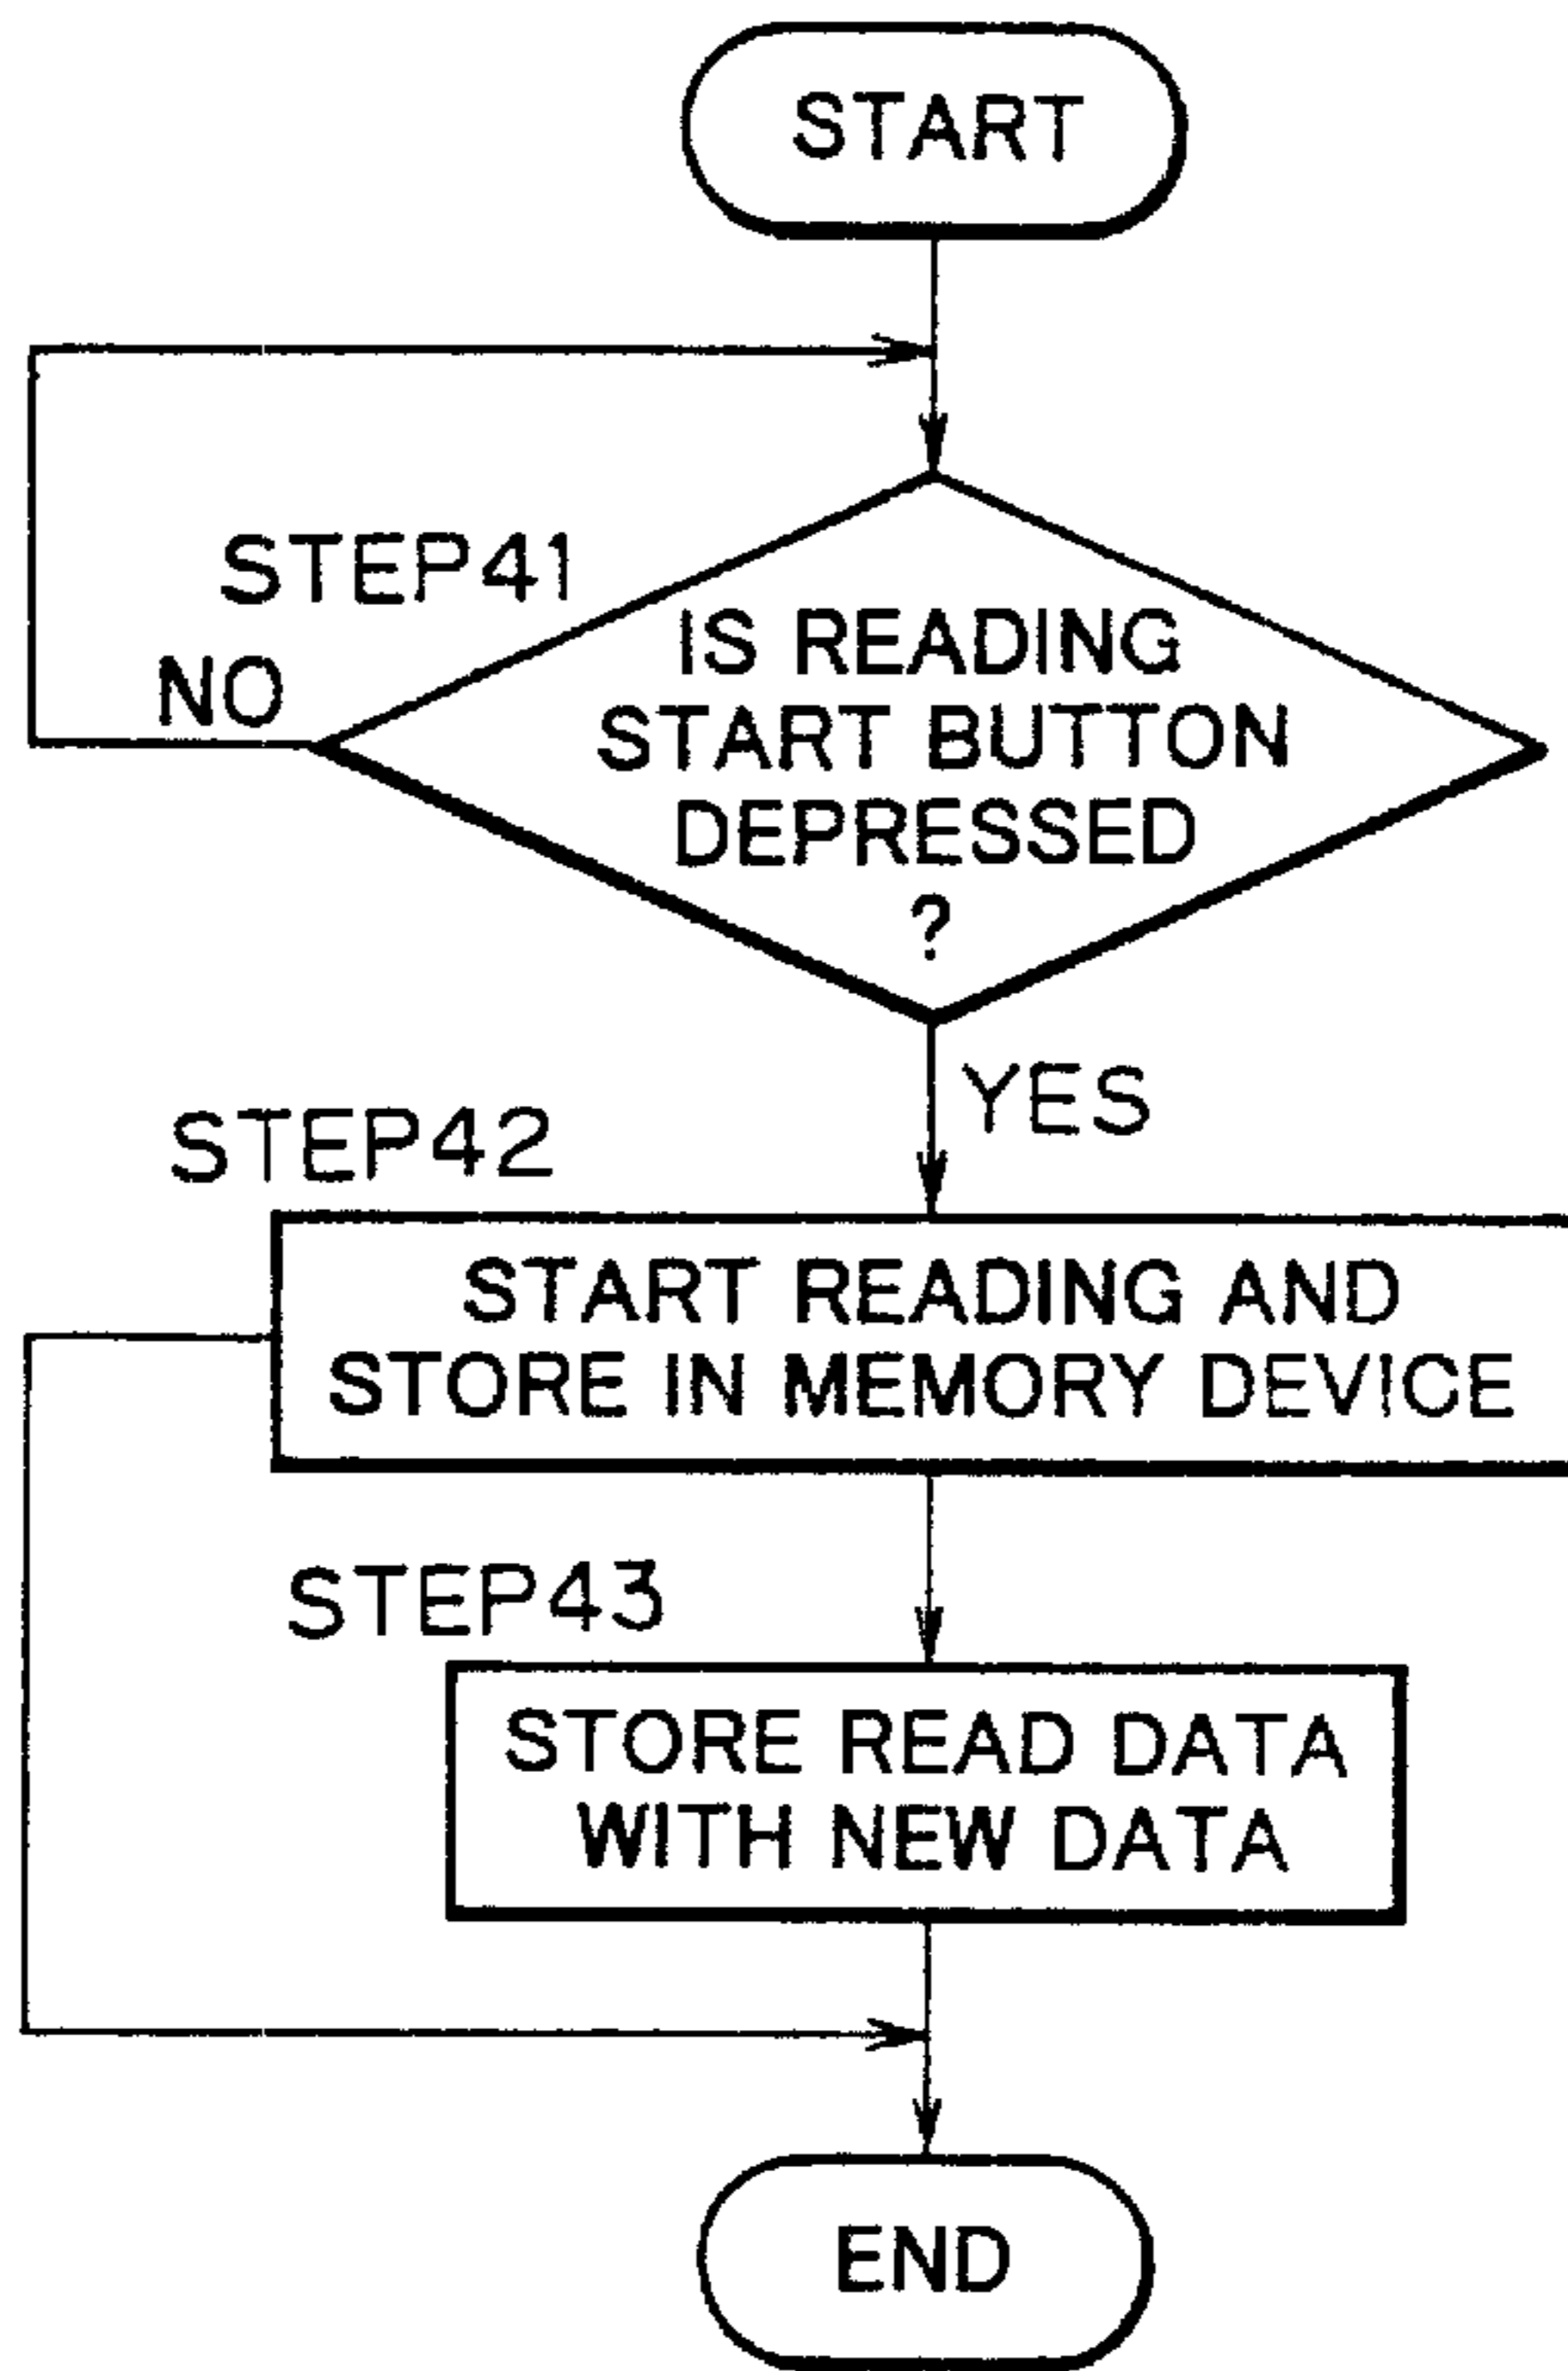 START
STEP41
NO
IS READING
START BUTTON
DEPRESSED
?
YES
STEP42
START READING AND
STORE IN MEMORY DEVICE
STEP43
STORE READ DATA
WITH NEW DATA
END